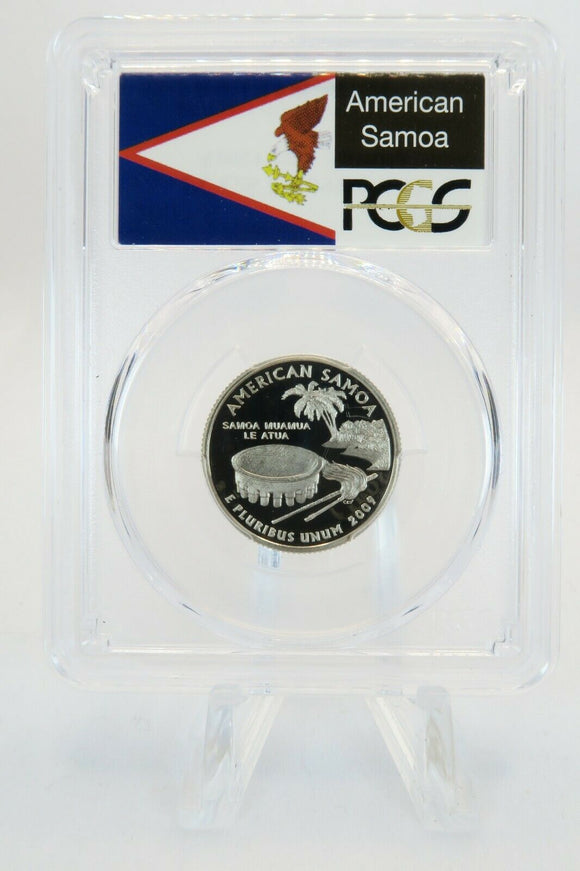 American
Samoa
PCGS
AMERICAN SAMOA
SAMOA MUAMUA
LE ATUA
E PLURIBUS UNUM 2009